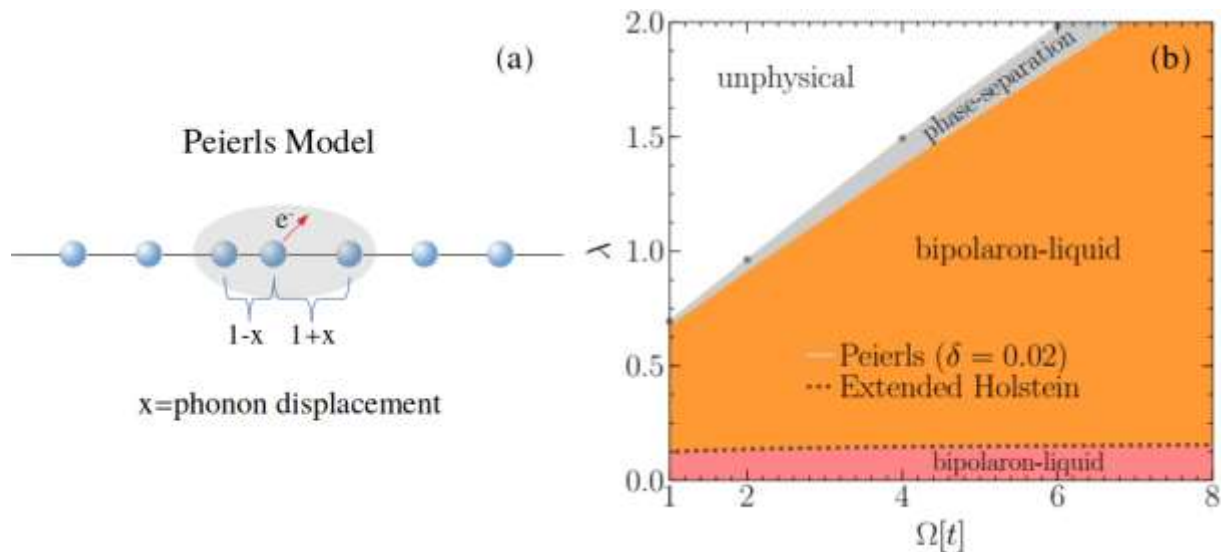 (a)
Peierls Model
e-
1-x
1+x
x=phonon displacement
(b)
2.0
1.5
1.0
0.5
0.0
λ
unphysical
phase-separation
bipolaron-liquid
Peierls (δ = 0.02)
Extended Holstein
bipolaron-liquid
1
2
4
6
8
Ω[t]